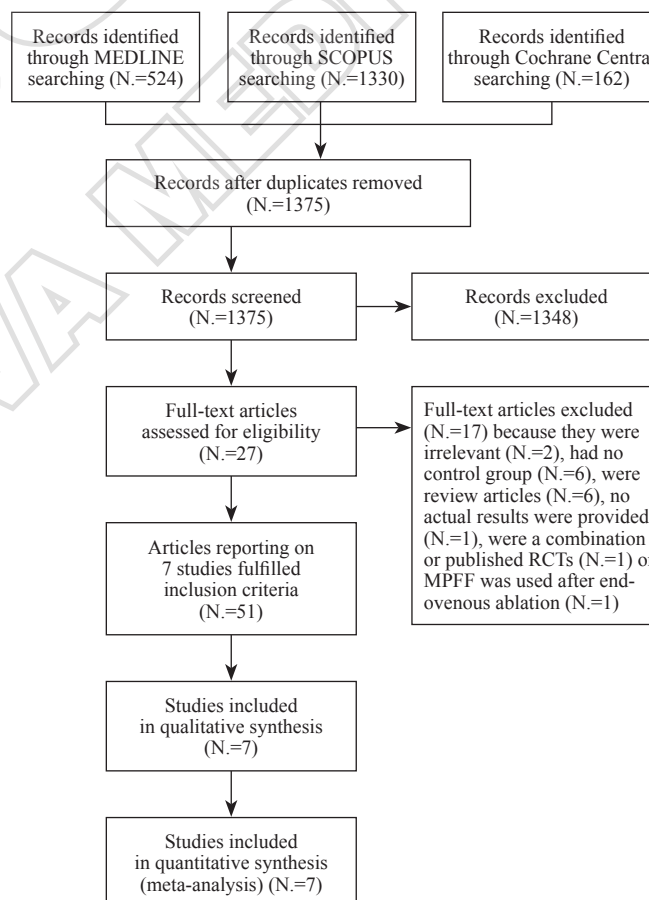 Records identified
through MEDLINE
searching (N.=524)
Records identified
through SCOPUS
searching (N.=1330)
Records identified
through Cochrane Centra
searching (N.=162)
Records after duplicates removed
(N.=1375)
Records screened
(N.=1375)
Records excluded
(N.=1348)
Full-text articles
assessed for eligibility
(N.=27)
Full-text articles excluded
(N.=17) because they were
irrelevant (N.=2), had no
control group (N.=6), were
review articles (N.=6), no
actual results were provided
(N.=1), were a combination
or published RCTs (N.=1) o
MPFF was used after end-
ovenous ablation (N.=1)
Articles reporting on
7 studies fulfilled
inclusion criteria
(N.=51)
Studies included
in qualitative synthesis
(N.=7)
Studies included
in quantitative synthesis
(meta-analysis) (N.=7)